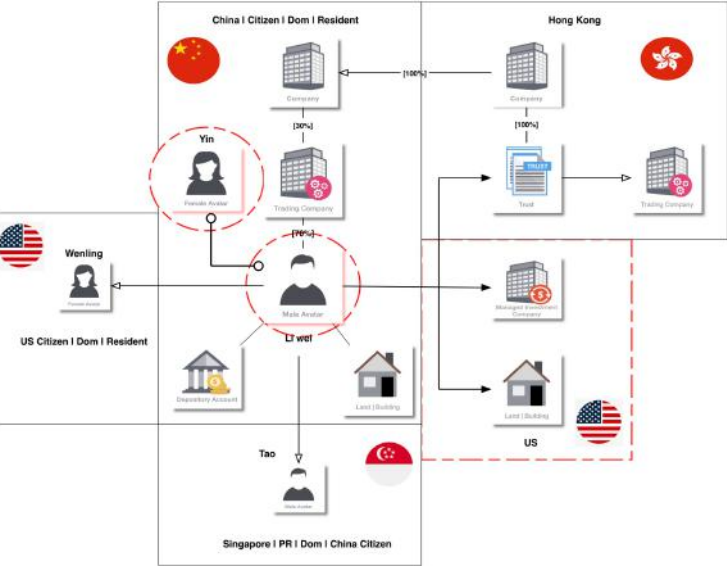 China I Citizen I Dom I Resident
Hong Kong
Company
[100%]
Company
[30%]
[100%]
Yin
Female Avatar
Trading Company
TRUST
Trust
Trading Company
[70%]
Wenling
Female Avatar
Male Avatar
Managed Investment
Company
US Citizen I Dom I Resident
Li wei
Depository Account
Land | Building
Land | Building
US
Tao
Male Avatar
Singapore I PR I Dom I China Citizen